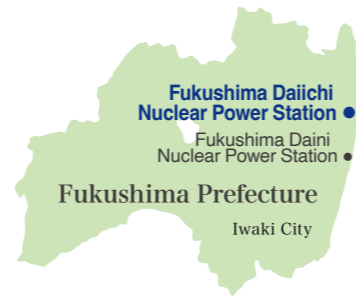 Fukushima Daiichi
Nuclear Power Station
Fukushima Daini
Nuclear Power Station
Fukushima Prefecture
Iwaki City